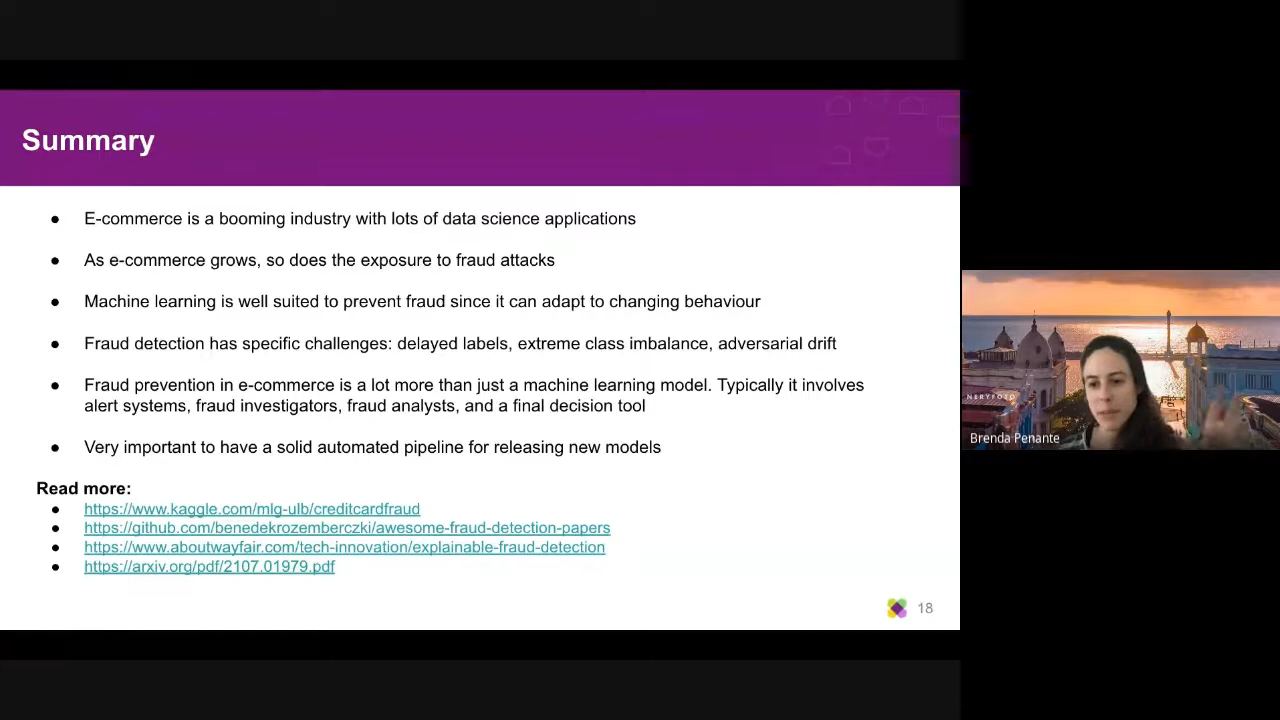 Summary
● E-commerce is a booming industry with lots of data science applications
● As e-commerce grows, so does the exposure to fraud attacks
● Machine learning is well suited to prevent fraud since it can adapt to changing behaviour
● Fraud detection has specific challenges: delayed labels, extreme class imbalance, adversarial drift
● Fraud prevention in e-commerce is a lot more than just a machine learning model. Typically it involves
alert systems, fraud investigators, fraud analysts, and a final decision tool
● Very important to have a solid automated pipeline for releasing new models
Read more:
● https://www.kaggle.com/mlg-ulb/creditcardfraud
● https://github.com/benedekrozemberczki/awesome-fraud-detection-papers
● https://www.aboutwayfair.com/tech-innovation/explainable-fraud-detection
● https://arxiv.org/pdf/2107.01979.pdf
18
NERYFOTO
Brenda Penante